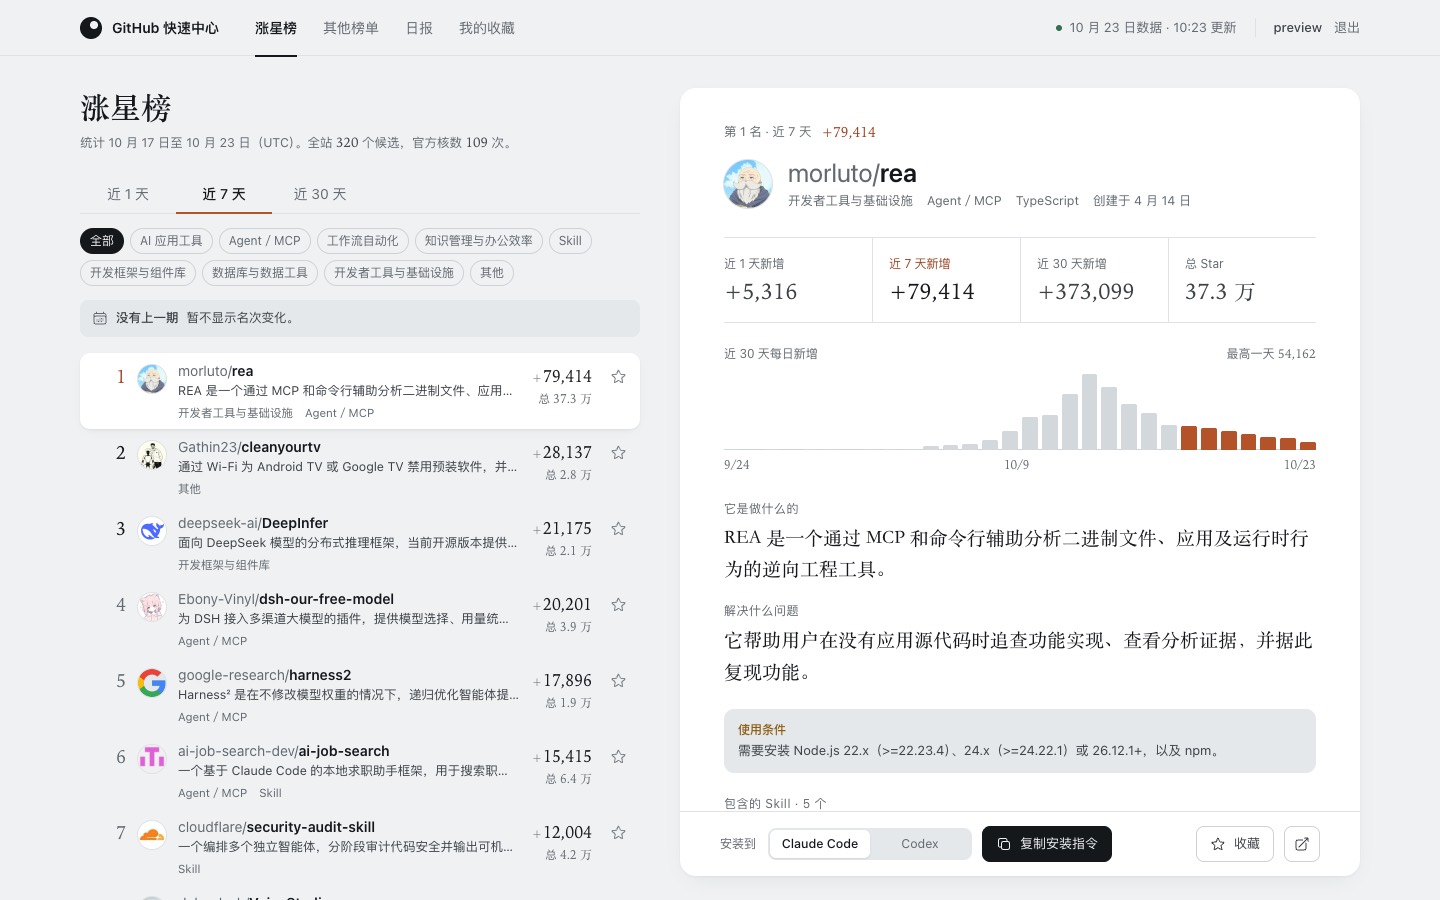 GitHub 快速中心
涨星榜
其他榜单
日报
我的收藏
10 月 23 日数据 · 10:23 更新
preview
退出
涨星榜
统计 10 月 17 日至 10 月 23 日（UTC）。全站 320 个候选，官方核数 109 次。
近 1 天
近 7 天
近 30 天
全部
AI 应用工具
Agent / MCP
工作流自动化
知识管理与办公效率
Skill
开发框架与组件库
数据库与数据工具
开发者工具与基础设施
其他
没有上一期 暂不显示名次变化。
1
morluto/rea
REA 是一个通过 MCP 和命令行辅助分析二进制文件、应用...
开发者工具与基础设施 Agent / MCP
+79,414
总 37.3 万
2
Gathin23/cleanyourtv
通过 Wi-Fi 为 Android TV 或 Google TV 禁用预装软件，并...
其他
+28,137
总 2.8 万
3
deepseek-ai/DeepInfer
面向 DeepSeek 模型的分布式推理框架，当前开源版本提供...
开发框架与组件库
+21,175
总 2.1 万
4
Ebony-Vinyl/dsh-our-free-model
为 DSH 接入多渠道大模型的插件，提供模型选择、用量统...
Agent / MCP
+20,201
总 3.9 万
5
google-research/harness2
Harness² 是在不修改模型权重的情况下，递归优化智能体提...
Agent / MCP
+17,896
总 1.9 万
6
ai-job-search-dev/ai-job-search
一个基于 Claude Code 的本地求职助手框架，用于搜索职...
Agent / MCP Skill
+15,415
总 6.4 万
7
cloudflare/security-audit-skill
一个编排多个独立智能体，分阶段审计代码安全并输出可机...
Skill
+12,004
总 4.2 万
第 1 名 · 近 7 天 +79,414
morluto/rea
开发者工具与基础设施 Agent / MCP TypeScript 创建于 4 月 14 日
近 1 天新增
+5,316
近 7 天新增
+79,414
近 30 天新增
+373,099
总 Star
37.3 万
近 30 天每日新增
最高一天 54,162
9/24
10/9
10/23
它是做什么的
REA 是一个通过 MCP 和命令行辅助分析二进制文件、应用及运行时行
为的逆向工程工具。
解决什么问题
它帮助用户在没有应用源代码时追查功能实现、查看分析证据，并据此
复现功能。
使用条件
需要安装 Node.js 22.x（>=22.23.4）、24.x（>=24.22.1）或 26.12.1+，以及 npm。
包含的 Skill · 5 个
安装到
Claude Code
Codex
复制安装指令
收藏